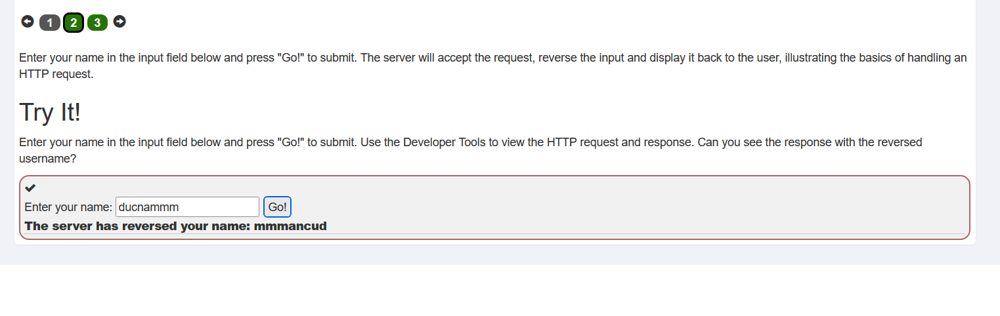 1 2 3
Enter your name in the input field below and press "Go!" to submit. The server will accept the request, reverse the input and display it back to the user, illustrating the basics of handling an
HTTP request.
Try It!
Enter your name in the input field below and press "Go!" to submit. Use the Developer Tools to view the HTTP request and response. Can you see the response with the reversed
username?
Enter your name: ducnammm Go!
The server has reversed your name: mmmancud